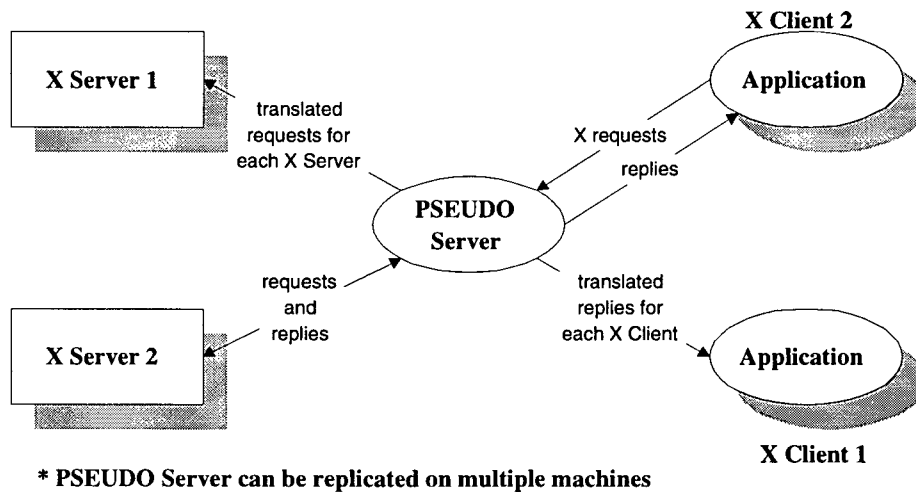 X Client 2
X Server 1
Application
translated
requests for
each X Server
X requests
replies
PSEUDO
Server
requests
and
replies
translated
replies for
each X Client
X Server 2
Application
X Client 1
* PSEUDO Server can be replicated on multiple machines